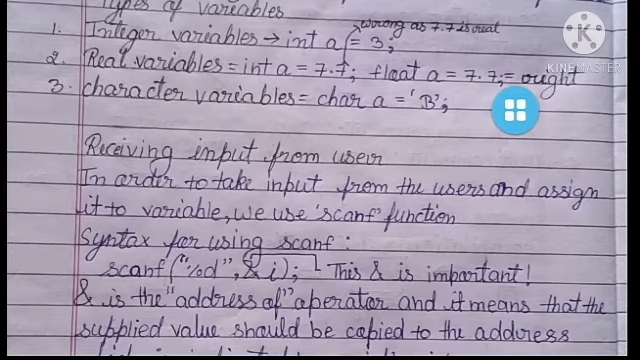 Types of variables
wrong as 7.7 is real
1. Integer variables → int a = 3;
2. Real variables = int a = 7.7; float a = 7.7; = ought
3. character variables = char a = 'B';
KINEMASTER
Receiving input from user
In order to take input from the users and assign
it to variable, we use 'scanf' function
Syntax for using scanf:
scanf ("%d", & i); This & is important!
& is the "address of" operator and it means that the
supplied value should be copied to the address